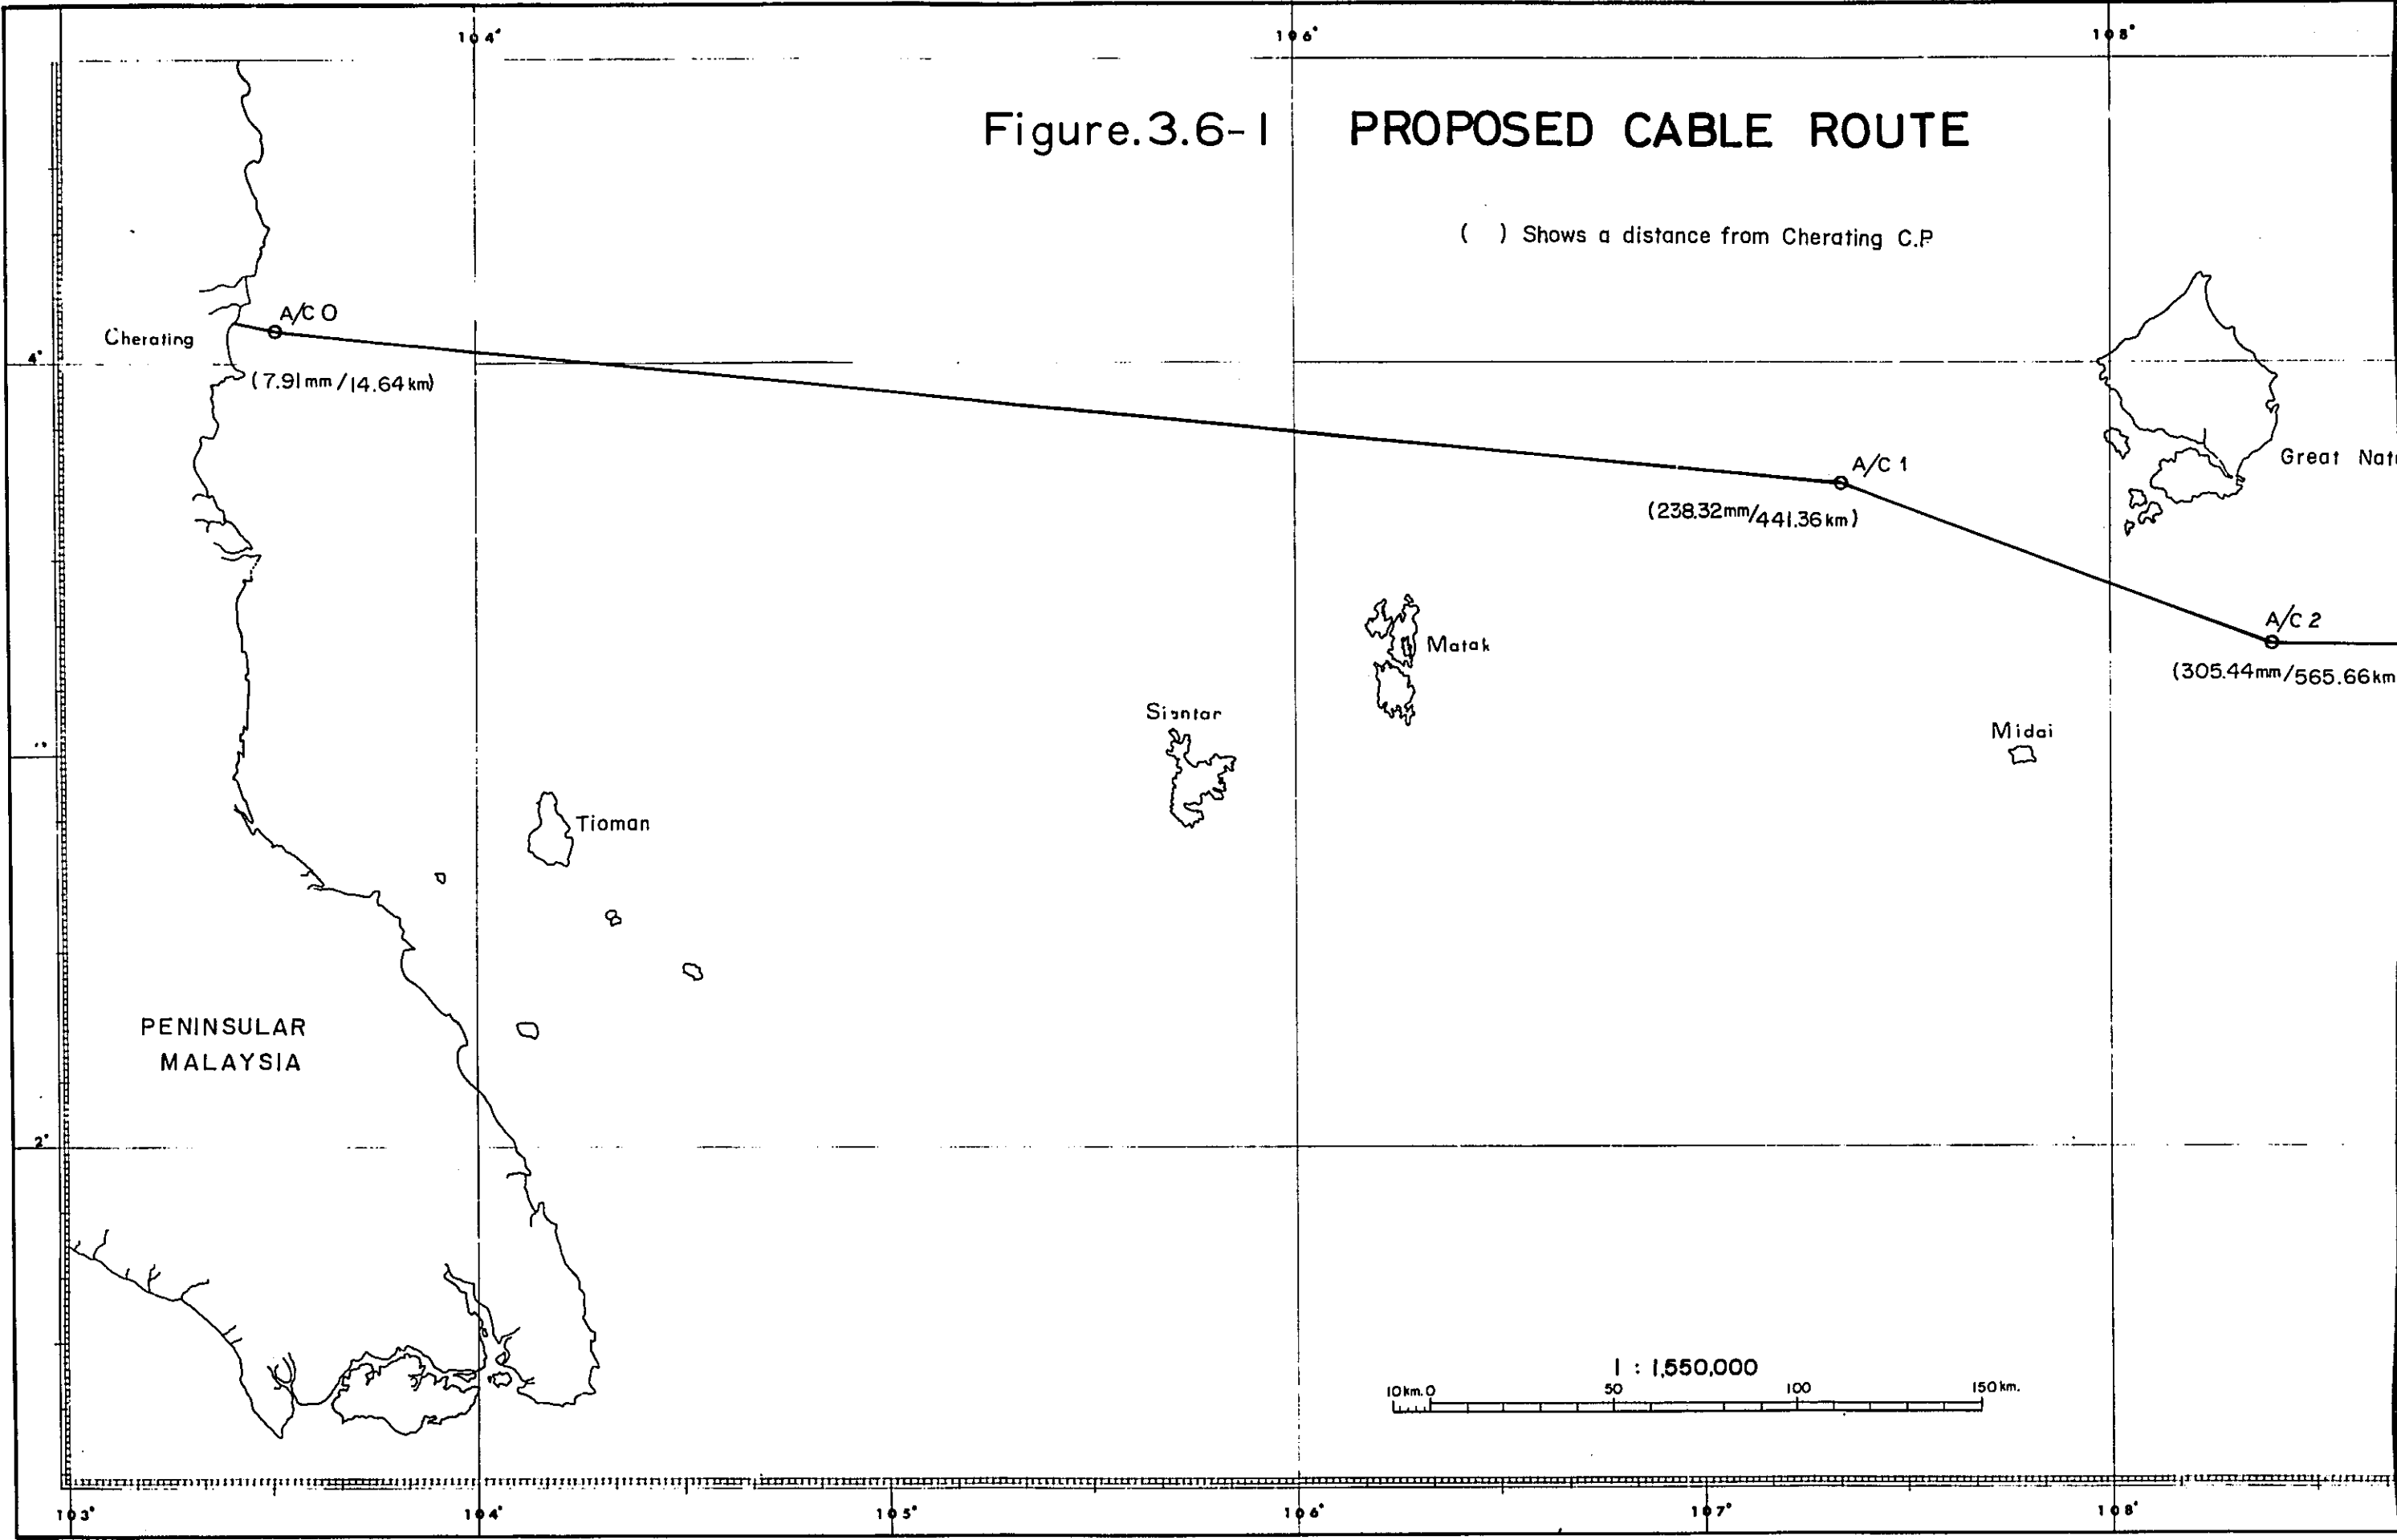 104° 106° 108°
Figure.3.6-1 PROPOSED CABLE ROUTE
( ) Shows a distance from Cherating C.P
A/C 0
Cherating
4°
(7.91mm/14.64km)
A/C 1
Great Natu
(238.32mm/441.36km)
A/C 2
Matak
(305.44mm/565.66km
Siantar
Midai
Tioman
PENINSULAR
MALAYSIA
2°
1 : 1,550,000
10km. 0 50 100 150km.
103° 104° 105° 106° 107° 108°